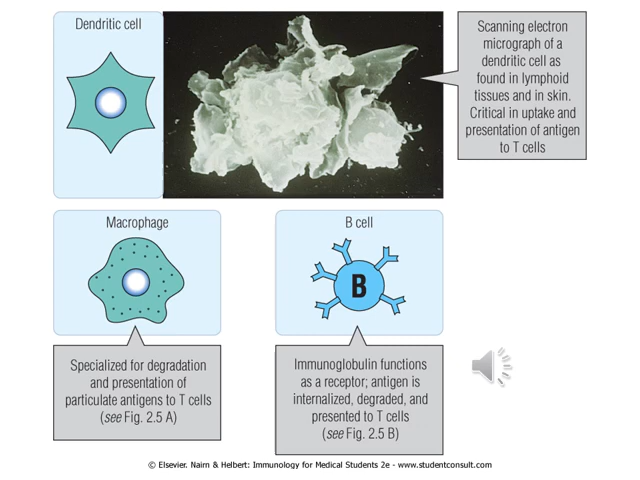 Dendritic cell
Scanning electron
micrograph of a
dendritic cell as
found in lymphoid
tissues and in skin.
Critical in uptake and
presentation of antigen
to T cells
Macrophage
B cell
B
Specialized for degradation
and presentation of
particulate antigens to T cells
(see Fig. 2.5 A)
Immunoglobulin functions
as a receptor; antigen is
internalized, degraded, and
presented to T cells
(see Fig. 2.5 B)
© Elsevier. Nairn & Helbert: Immunology for Medical Students 2e - www.studentconsult.com